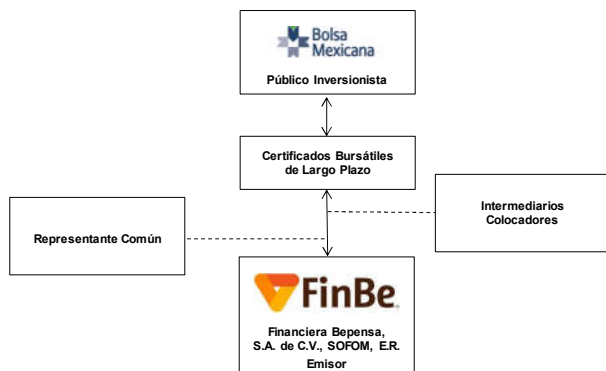 Bolsa
Mexicana
Público Inversionista
Certificados Bursátiles
de Largo Plazo
Intermediarios
Colocadores
Representante Común
FinBe
Financiera Bepensa,
S.A. de C.V., SOFOM, E.R.
Emisor